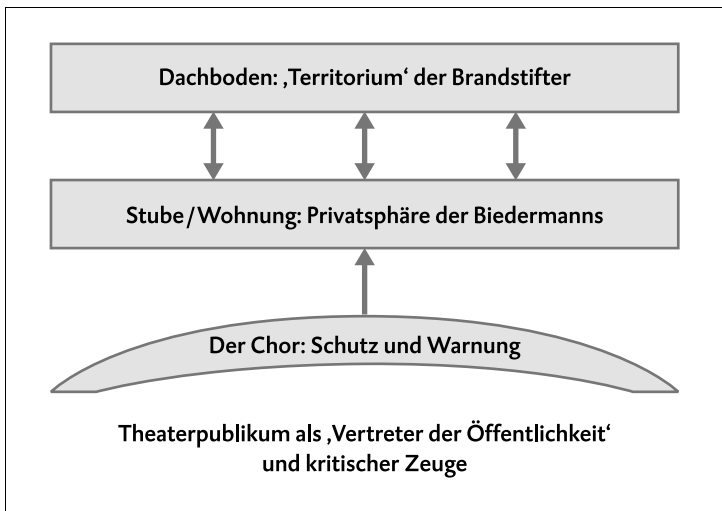 Dachboden: ‚Territorium‘ der Brandstifter
Stube/Wohnung: Privatsphäre der Biedermanns
Der Chor: Schutz und Warnung
Theaterpublikum als ‚Vertreter der Öffentlichkeit‘
und kritischer Zeuge